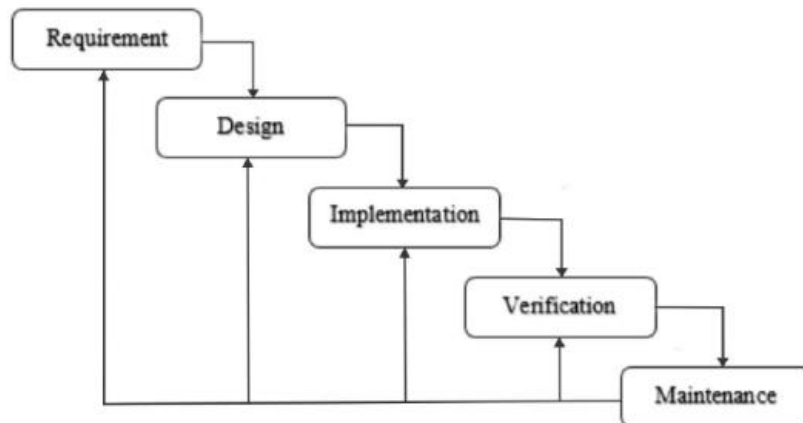 Requirement
Design
Implementation
Verification
Maintenance